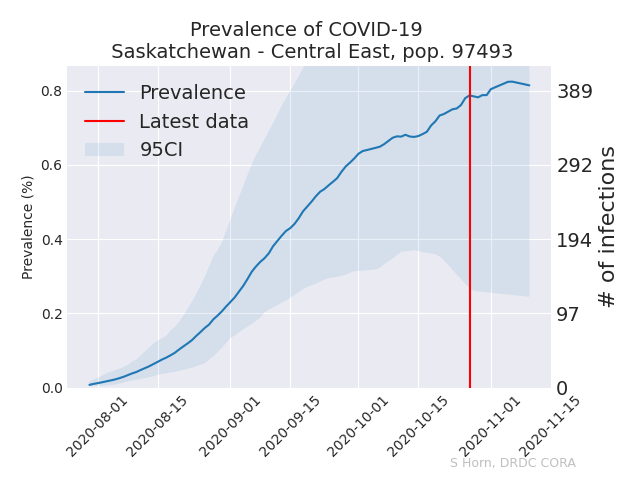 Prevalence of COVID-19
Saskatchewan - Central East, pop. 97493
Prevalence
Latest data
95CI
Prevalence (%)
0.8
0.6
0.4
0.2
0.0
389
292
194
97
0
# of infections
2020-08-01
2020-08-15
2020-09-01
2020-09-15
2020-10-01
2020-10-15
2020-11-01
2020-11-15
S Horn, DRDC CORA